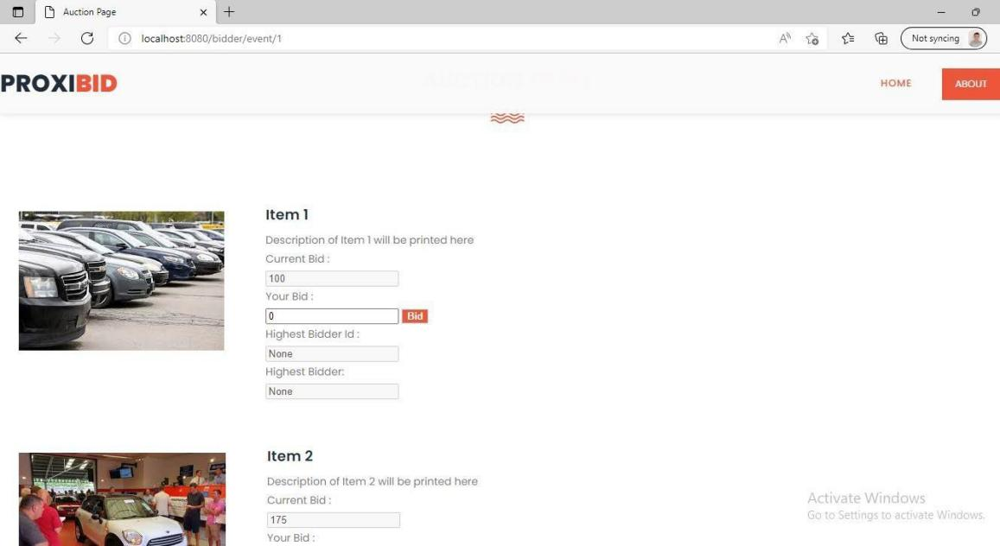 Auction Page
localhost:8080/bidder/event/1
Not syncing
PROXIBID
HOME
ABOUT
Item 1
Description of Item 1 will be printed here
Current Bid :
100
Your Bid :
0
Bid
Highest Bidder Id :
None
Highest Bidder:
None
Item 2
Description of Item 2 will be printed here
Current Bid :
175
Your Bid :
Activate Windows
Go to Settings to activate Windows.